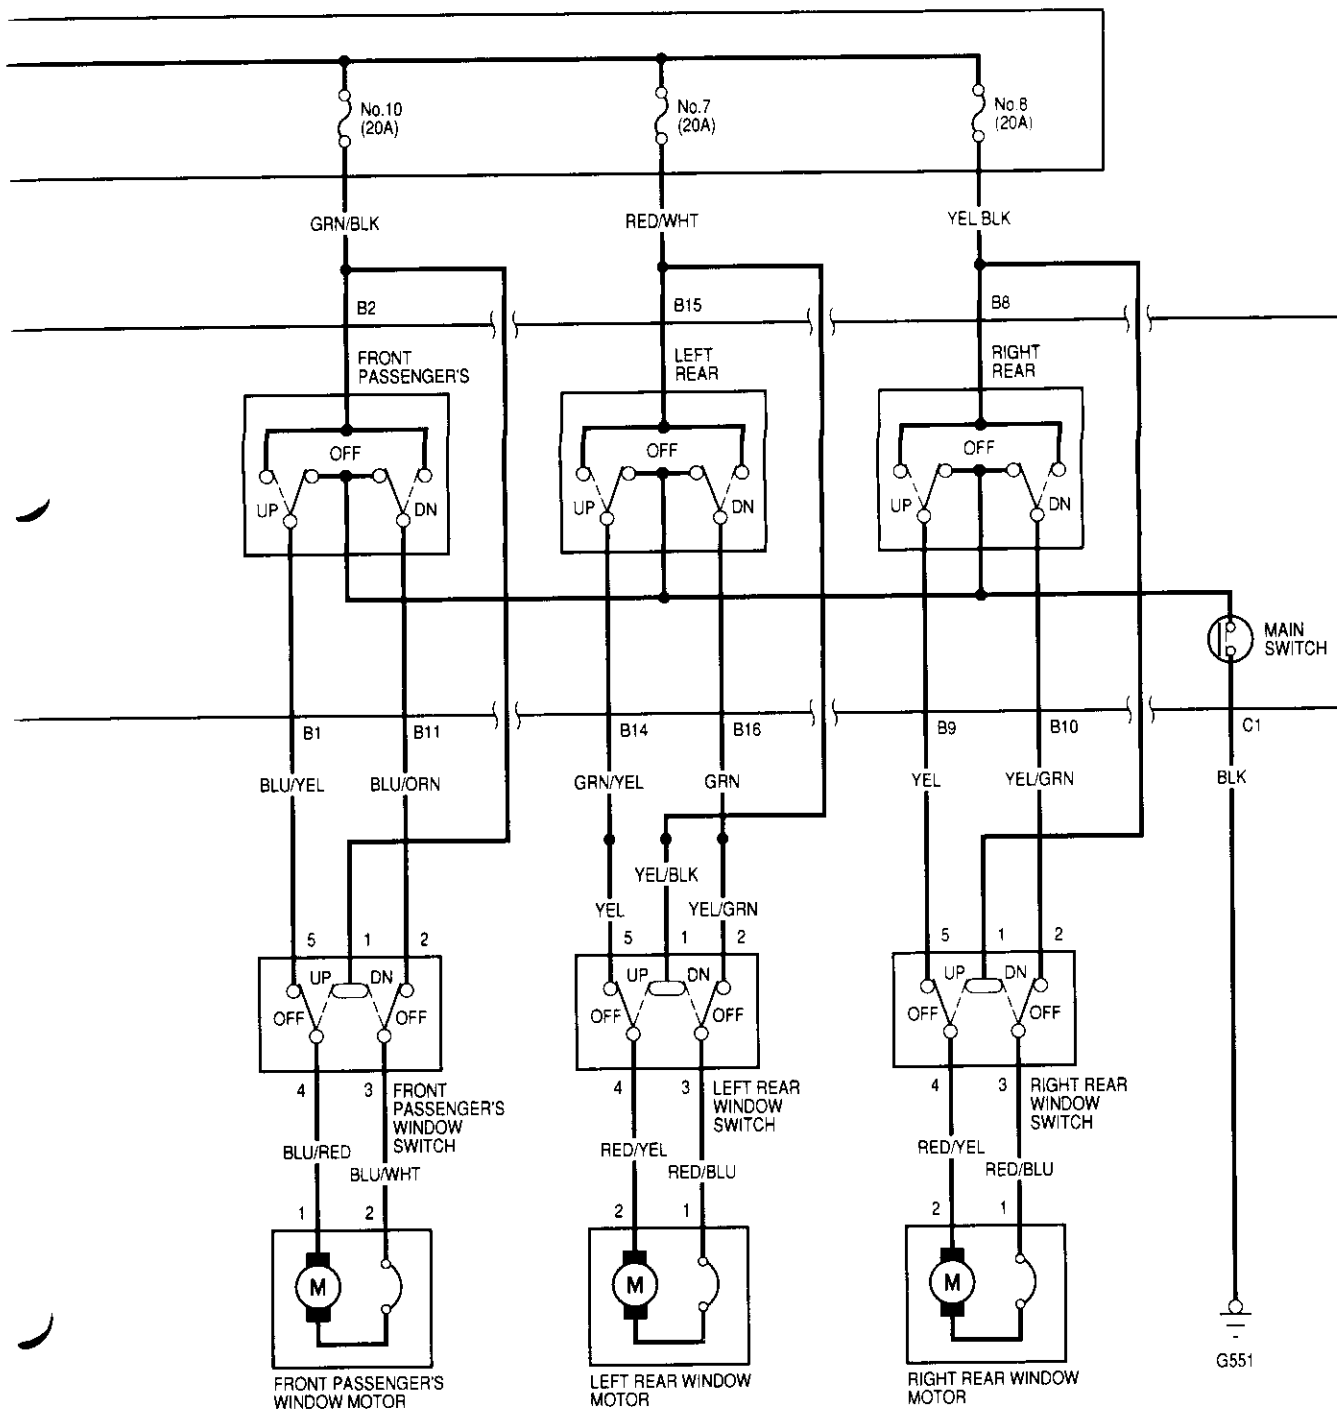 No.10
(20A)
No.7
(20A)
No.8
(20A)
GRN/BLK
RED/WHT
YEL BLK
B2
B15
B8
FRONT
PASSENGER'S
LEFT
REAR
RIGHT
REAR
OFF
UP
DN
OFF
UP
DN
OFF
UP
DN
MAIN
SWITCH
B1
B11
B14
B16
B9
B10
C1
BLU/YEL
BLU/ORN
GRN/YEL
GRN
YEL
YEL/GRN
BLK
YEL/BLK
YEL
YEL/GRN
5
1
2
5
1
2
5
1
2
UP
DN
OFF
OFF
UP
DN
OFF
OFF
UP
DN
OFF
OFF
4
3
FRONT
PASSENGER'S
WINDOW
SWITCH
4
3
LEFT REAR
WINDOW
SWITCH
4
3
RIGHT REAR
WINDOW
SWITCH
BLU/RED
BLU/WHT
RED/YEL
RED/BLU
RED/YEL
RED/BLU
1
2
2
1
2
1
M
M
M
FRONT PASSENGER'S
WINDOW MOTOR
LEFT REAR WINDOW
MOTOR
RIGHT REAR WINDOW
MOTOR
G551